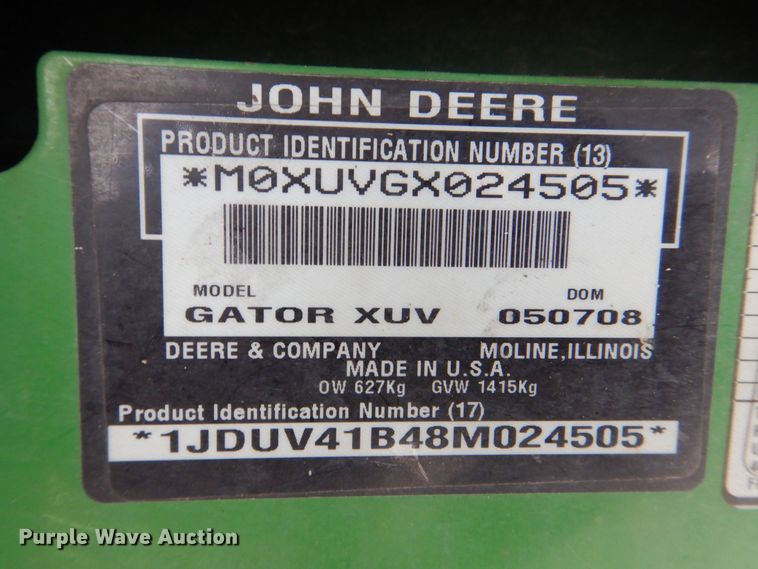 JOHN DEERE
PRODUCT IDENTIFICATION NUMBER (13)
*M0XUVGX024505*
MODEL DOM
GATOR XUV 050708
DEERE & COMPANY MOLINE, ILLINOIS
MADE IN U.S.A.
OW 627Kg GVW 1415Kg
Product Identification Number (17)
*1JDUV41B48M024505*
Purple Wave Auction